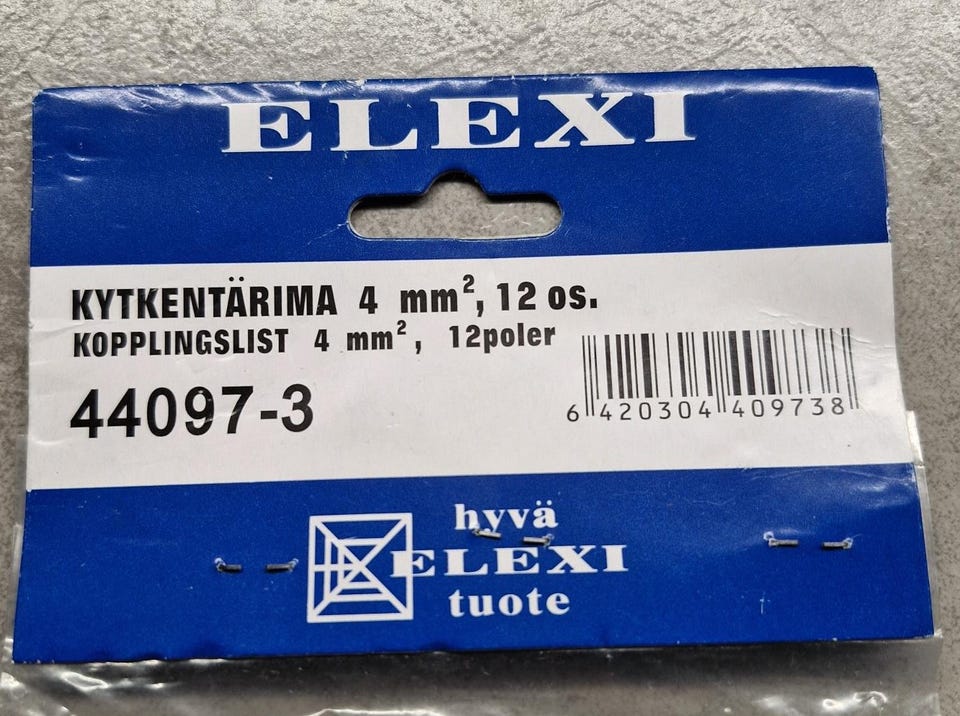 ELEXI
KYTKENTÄRIMA 4 mm², 12 os.
KOPPLINGSLIST 4 mm², 12poler
44097-3
6 420304 409738
hyvä
ELEXI
tuote